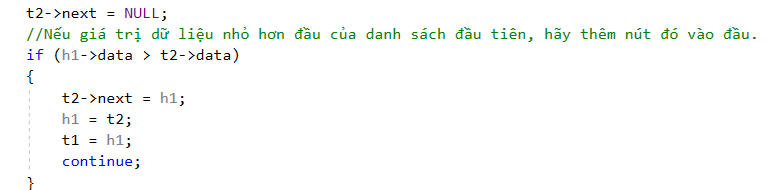 t2->next = NULL;
//Nếu giá trị dữ liệu nhỏ hơn đầu của danh sách đầu tiên, hãy thêm nút đó vào đầu.
if (h1->data > t2->data)
{
    t2->next = h1;
    h1 = t2;
    t1 = h1;
    continue;
}